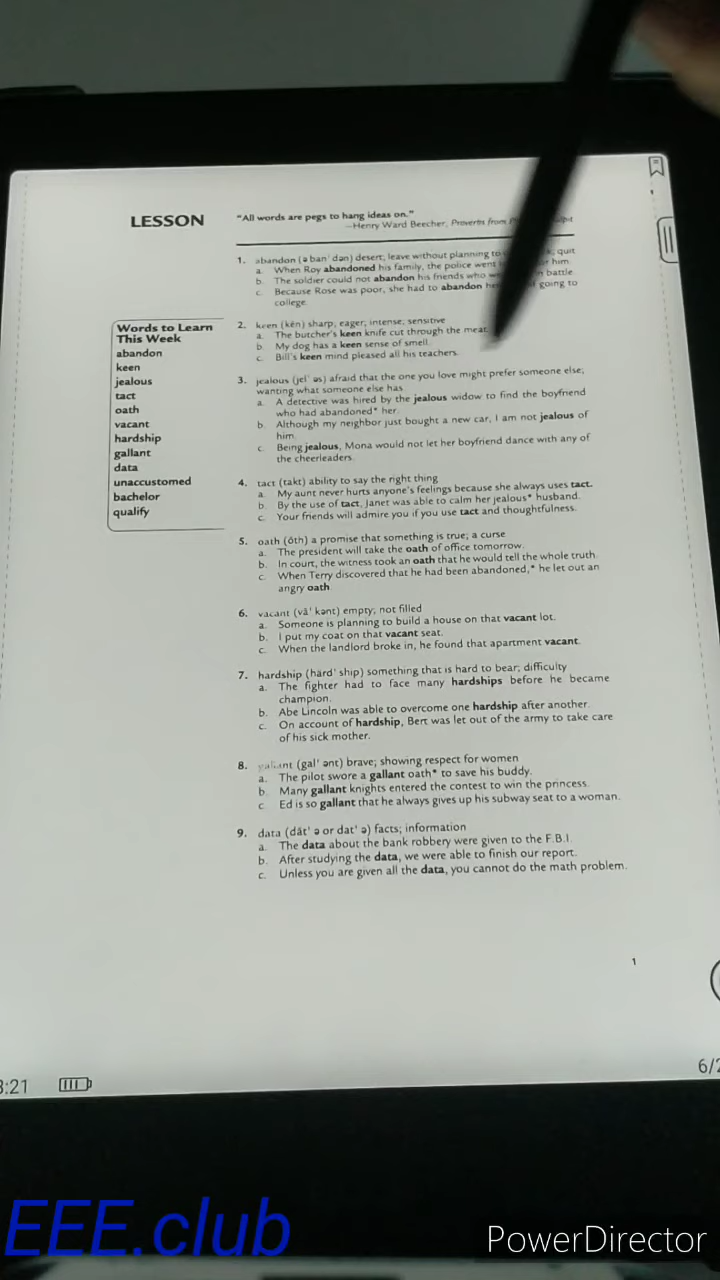 LESSON
"All words are pegs to hang ideas on."
—Henry Ward Beecher, Proverbs from
1. abandon (ə ban' dən) desert; leave without planning to quit
a. When Roy abandoned his family, the police went him.
b. The soldier could not abandon his friends who battle.
c. Because Rose was poor, she had to abandon going to
college.
Words to Learn
This Week
abandon
keen
jealous
tact
oath
vacant
hardship
gallant
data
unaccustomed
bachelor
qualify
2. keen (kēn) sharp; eager; intense; sensitive
a. The butcher's keen knife cut through the meat.
b. My dog has a keen sense of smell.
c. Bill's keen mind pleased all his teachers.
3. jealous (jel' əs) afraid that the one you love might prefer someone else;
wanting what someone else has
a. A detective was hired by the jealous widow to find the boyfriend
who had abandoned* her.
b. Although my neighbor just bought a new car, I am not jealous of
him.
c. Being jealous, Mona would not let her boyfriend dance with any of
the cheerleaders.
4. tact (takt) ability to say the right thing
a. My aunt never hurts anyone's feelings because she always uses tact.
b. By the use of tact, Janet was able to calm her jealous* husband.
c. Your friends will admire you if you use tact and thoughtfulness.
5. oath (ōth) a promise that something is true; a curse
a. The president will take the oath of office tomorrow.
b. In court, the witness took an oath that he would tell the whole truth.
c. When Terry discovered that he had been abandoned,* he let out an
angry oath.
6. vacant (vā' kənt) empty; not filled
a. Someone is planning to build a house on that vacant lot.
b. I put my coat on that vacant seat.
c. When the landlord broke in, he found that apartment vacant.
7. hardship (härd' ship) something that is hard to bear; difficulty
a. The fighter had to face many hardships before he became
champion.
b. Abe Lincoln was able to overcome one hardship after another.
c. On account of hardship, Bert was let out of the army to take care
of his sick mother.
8. gallant (gal' ənt) brave; showing respect for women
a. The pilot swore a gallant oath* to save his buddy.
b. Many gallant knights entered the contest to win the princess.
c. Ed is so gallant that he always gives up his subway seat to a woman.
9. data (dāt' ə or dat' ə) facts; information
a. The data about the bank robbery were given to the F.B.I.
b. After studying the data, we were able to finish our report.
c. Unless you are given all the data, you cannot do the math problem.
1
:21
6/
EEE.club
PowerDirector